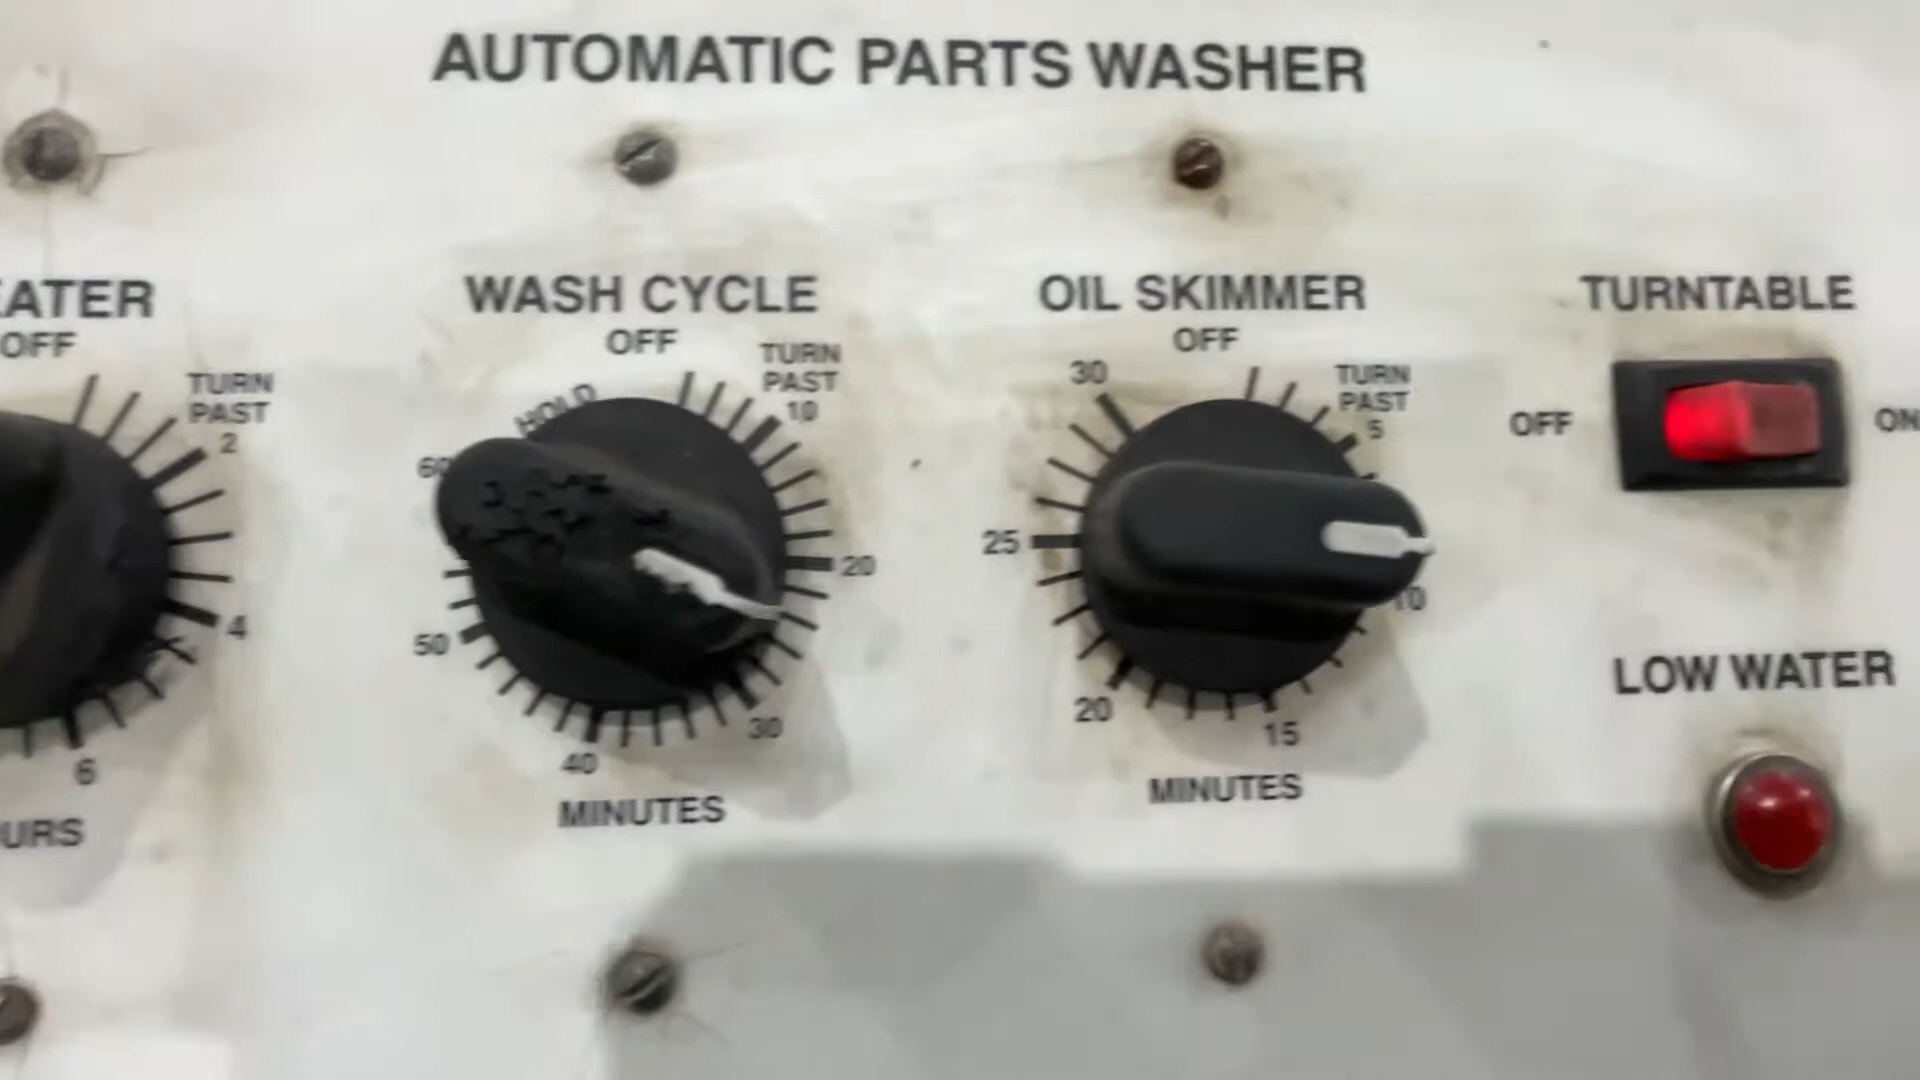 AUTOMATIC PARTS WASHER
EATER
OFF
TURN
PAST
2
4
6
URS
WASH CYCLE
OFF
HOLD
TURN
PAST
10
20
30
40
50
60
MINUTES
OIL SKIMMER
OFF
TURN
PAST
5
10
15
20
25
30
MINUTES
TURNTABLE
OFF
ON
LOW WATER